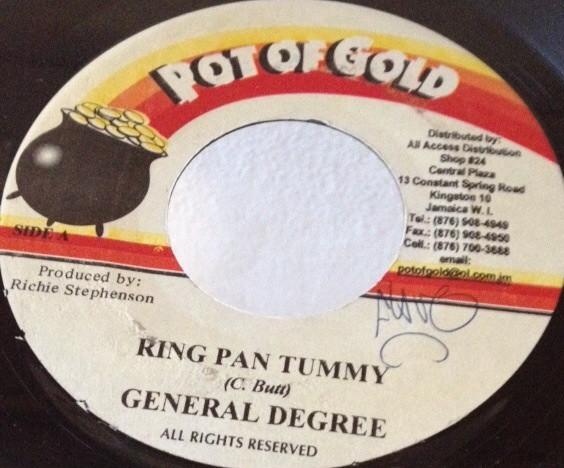 POT OF GOLD
Distributed by:
All Access Distribution
Shop #24
Central Plaza
13 Constant Spring Road
Kingston 10
Jamaica W. I.
Tel.: (876) 908-4949
Fax.: (876) 908-4950
Cell.: (876) 700-3688
email:
potofgold@ol.com.jm
SIDE A
Produced by:
Richie Stephenson
RING PAN TUMMY
(C. Butt)
GENERAL DEGREE
ALL RIGHTS RESERVED